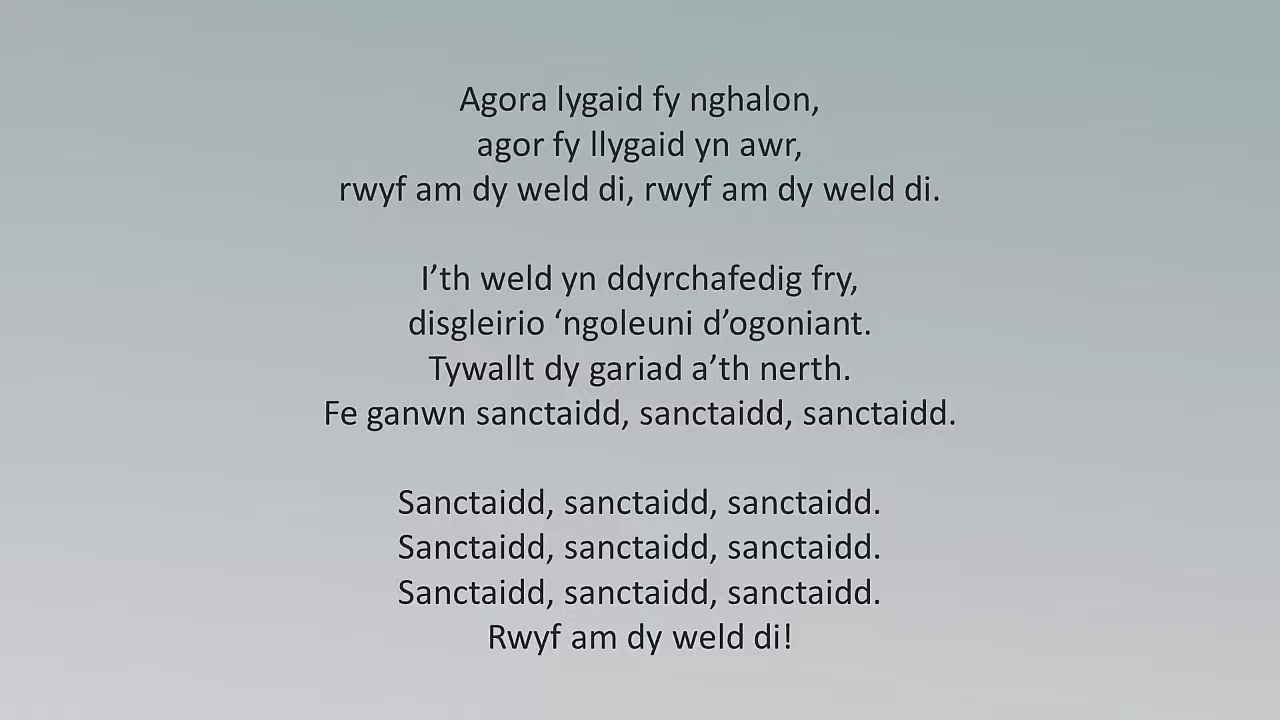 Agora lygaid fy nghalon,
agor fy llygaid yn awr,
rwyf am dy weld di, rwyf am dy weld di.
I’th weld yn ddyrchafedig fry,
disgleirio ‘ngoleuni d’ogoniant.
Tywallt dy gariad a’th nerth.
Fe ganwn sanctaidd, sanctaidd, sanctaidd.
Sanctaidd, sanctaidd, sanctaidd.
Sanctaidd, sanctaidd, sanctaidd.
Sanctaidd, sanctaidd, sanctaidd.
Rwyf am dy weld di!